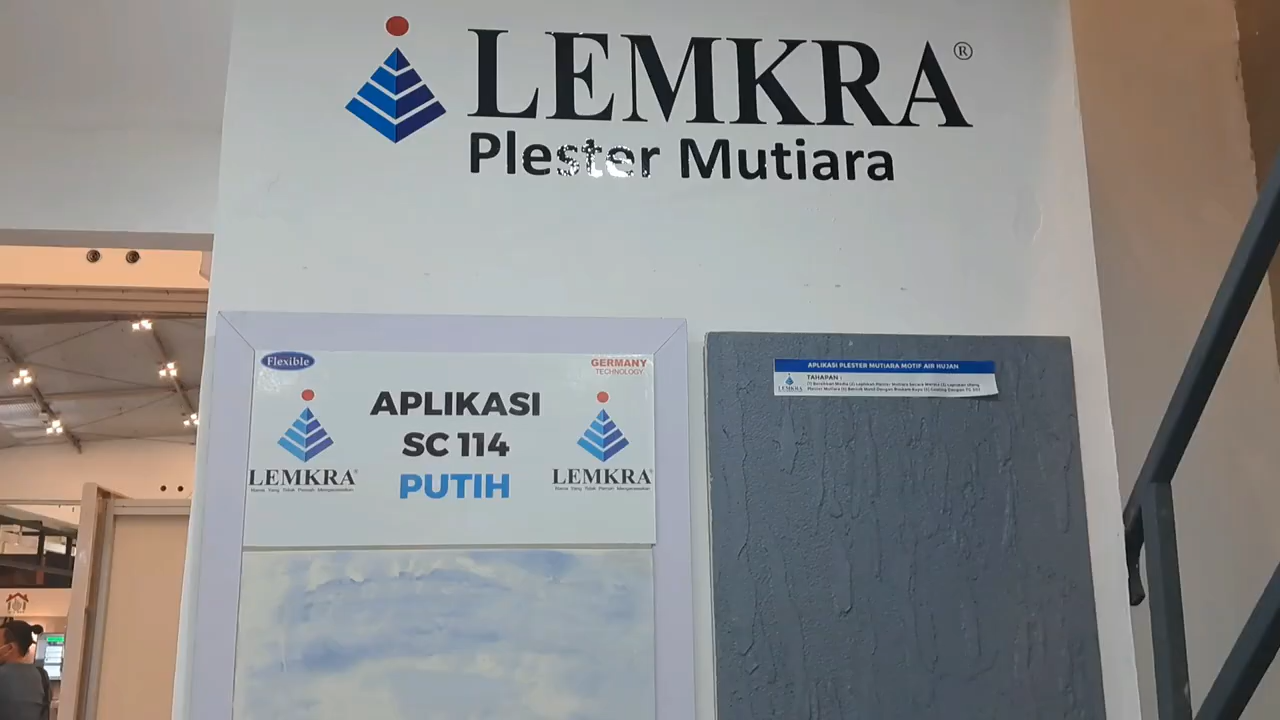 LEMKRA®
Plester Mutiara
Flexible
GERMANY
TECHNOLOGY
APLIKASI
SC 114
PUTIH
LEMKRA®
LEMKRA®
APLIKASI PLESTER MUTIARA MOTIF AIR HUJAN
LEMKRA
TAHAPAN :